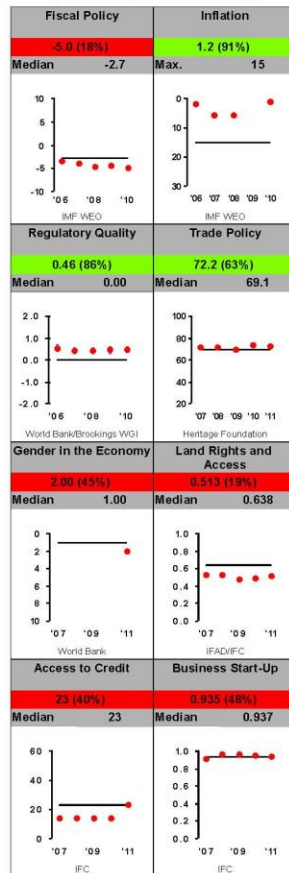 Fiscal Policy
Inflation
-5.0 (18%)
1.2 (91%)
Median -2.7
Max. 15
10
5
0
-5
-10
'06 '08 '10
IMF WEO
0
10
20
30
'06 '07 '08 '09 '10
IMF WEO
Regulatory Quality
Trade Policy
0.46 (86%)
72.2 (63%)
Median 0.00
Median 69.1
2.0
1.0
0.0
-1.0
-2.0
'06 '08 '10
World Bank/Brookings WGI
100
80
60
40
20
'07 '08 '09 '10 '11
Heritage Foundation
Gender in the Economy
Land Rights and
Access
2.00 (45%)
0.513 (19%)
Median 1.00
Median 0.638
0
2
4
6
8
10
'07 '09 '11
World Bank
1.0
0.8
0.6
0.4
0.2
0.0
'07 '09 '11
IFAD/IFC
Access to Credit
Business Start-Up
23 (40%)
0.935 (48%)
Median 23
Median 0.937
60
40
20
0
'07 '09 '11
IFC
1.0
0.8
0.6
0.4
0.2
0.0
'07 '09 '11
IFC